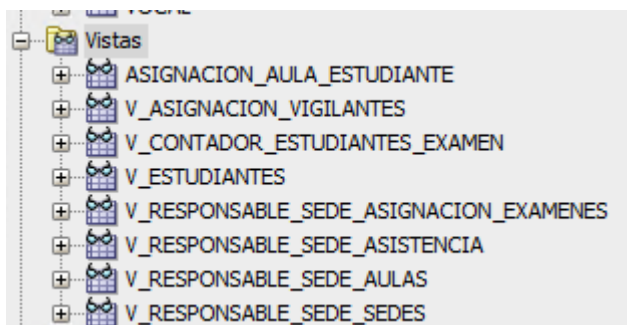 Vistas
ASIGNACION_AULA_ESTUDIANTE
V_ASIGNACION_VIGILANTES
V_CONTADOR_ESTUDIANTES_EXAMEN
V_ESTUDIANTES
V_RESPONSABLE_SEDE_ASIGNACION_EXAMENES
V_RESPONSABLE_SEDE_ASISTENCIA
V_RESPONSABLE_SEDE_AULAS
V_RESPONSABLE_SEDE_SEDES